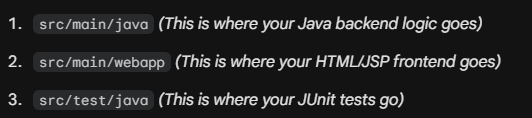 1. src/main/java (This is where your Java backend logic goes)
2. src/main/webapp (This is where your HTML/JSP frontend goes)
3. src/test/java (This is where your JUnit tests go)